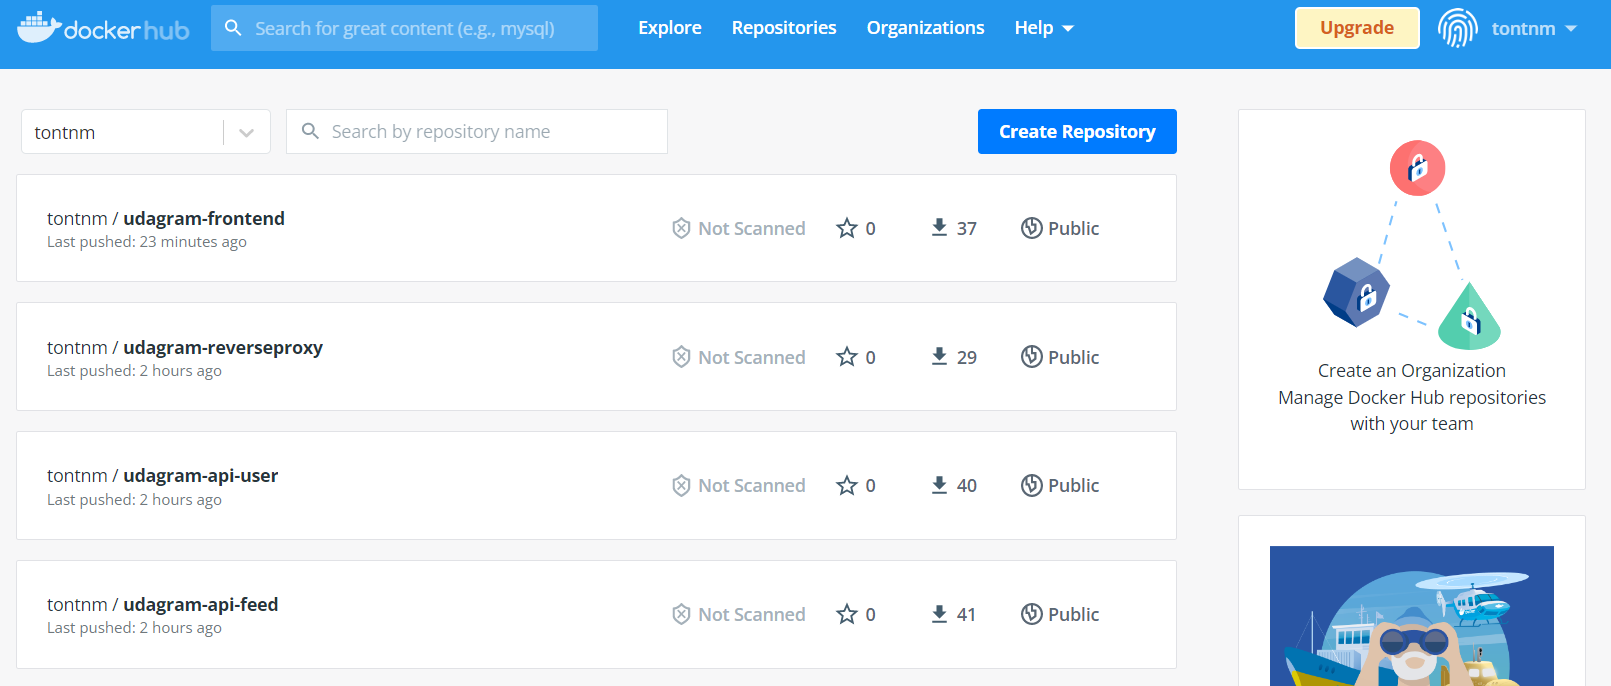 docker hub Search for great content (e.g., mysql) Explore Repositories Organizations Help Upgrade tontnm
tontnm Search by repository name Create Repository
tontnm / udagram-frontend
Last pushed: 23 minutes ago
Not Scanned 0 37 Public
tontnm / udagram-reverseproxy
Last pushed: 2 hours ago
Not Scanned 0 29 Public
tontnm / udagram-api-user
Last pushed: 2 hours ago
Not Scanned 0 40 Public
tontnm / udagram-api-feed
Last pushed: 2 hours ago
Not Scanned 0 41 Public
Create an Organization
Manage Docker Hub repositories
with your team